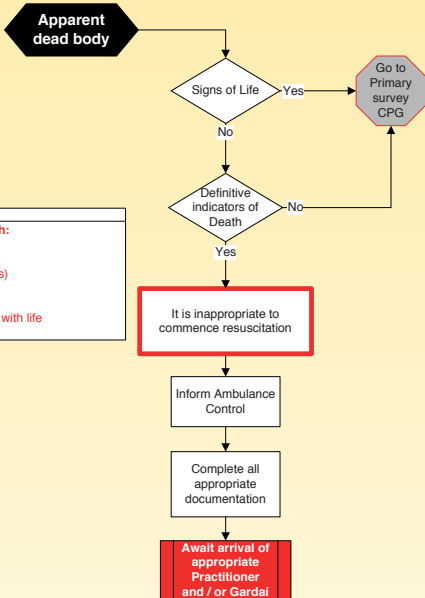 Apparent
dead body
Signs of Life
Yes
Go to
Primary
survey
CPG
No
Definitive
indicators of
Death
No
Yes
h:
s)
with life
It is inappropriate to
commence resuscitation
Inform Ambulance
Control
Complete all
appropriate
documentation
Await arrival of
appropriate
Practitioner
and / or Gardaí